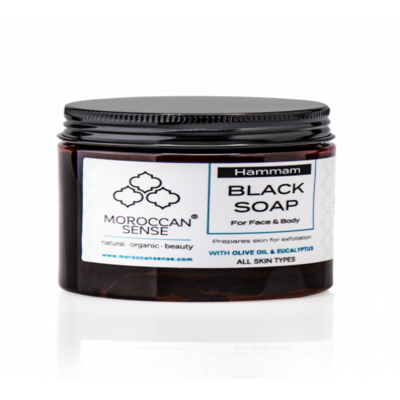 MOROCCAN®
SENSE
natural · organic · beauty
www.moroccansense.com
Hammam
BLACK
SOAP
For Face & Body
Prepares skin for exfoliation
WITH OLIVE OIL & EUCALYPTUS
ALL SKIN TYPES